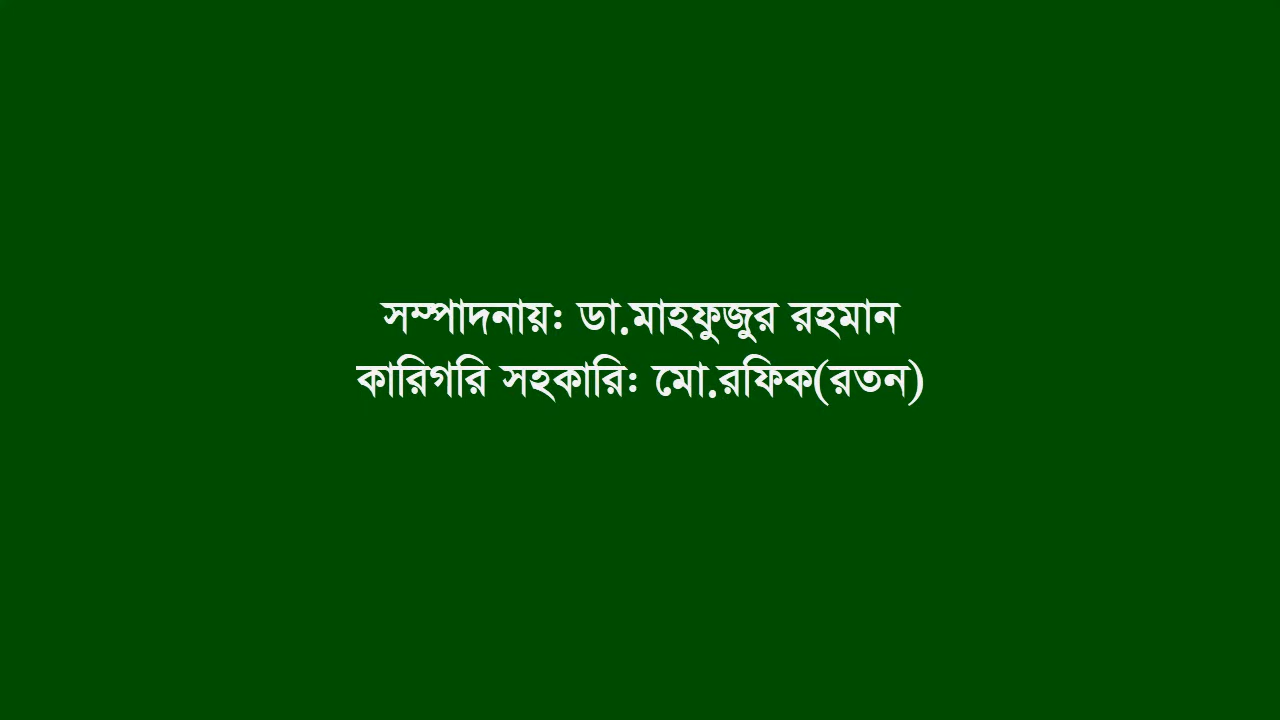 সম্পাদনায়: ডা.মাহফুজুর রহমান
কারিগরি সহকারি: মো.রফিক(রতন)